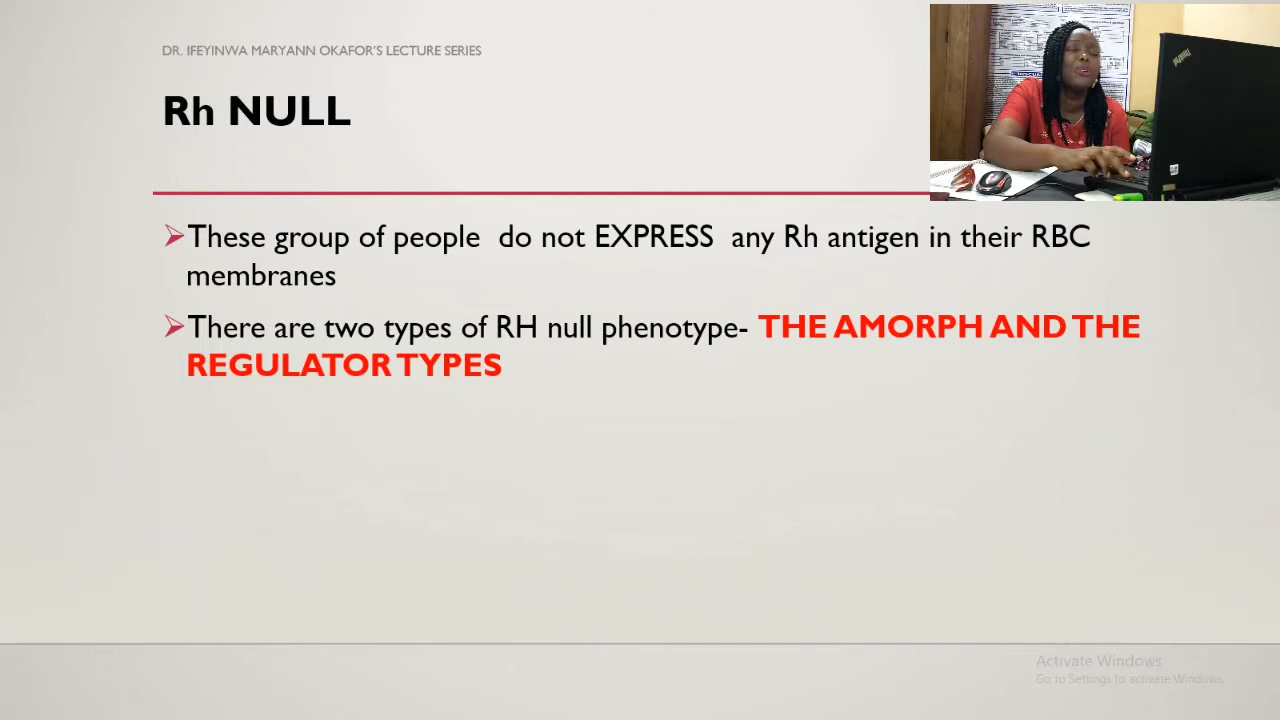 DR. IFEYINWA MARYANN OKAFOR'S LECTURE SERIES
Rh NULL
These group of people do not EXPRESS any Rh antigen in their RBC
membranes
There are two types of RH null phenotype- THE AMORPH AND THE
REGULATOR TYPES
Activate Windows
Go to Settings to activate Windows.